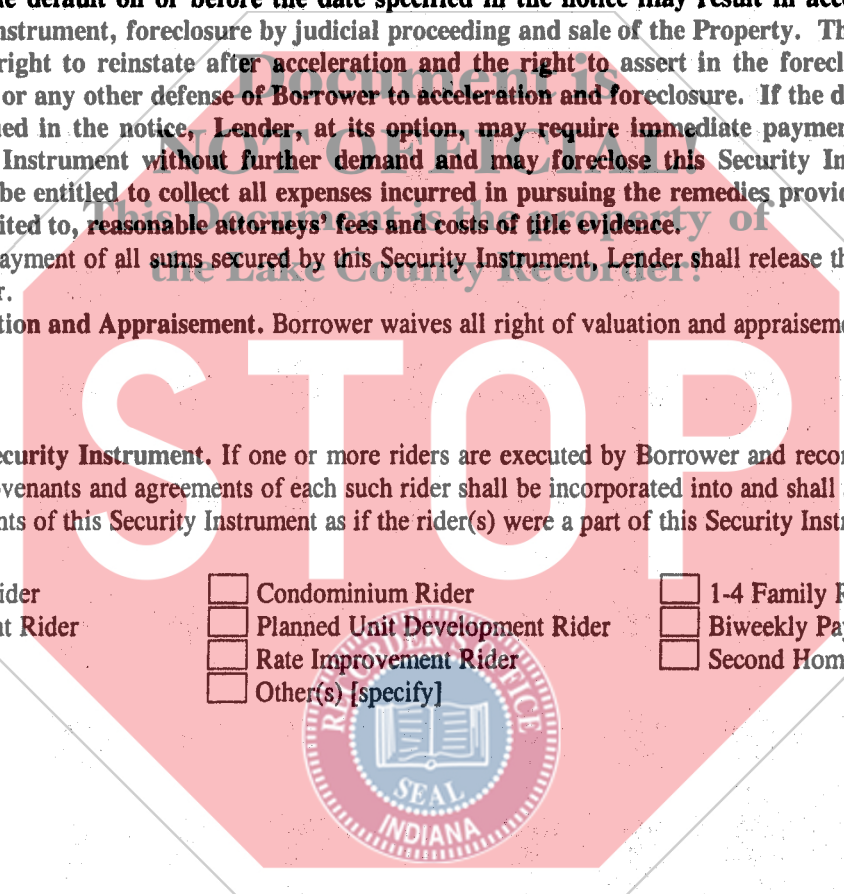 e default on or before the date specified in the notice may result in acc
nstrument, foreclosure by judicial proceeding and sale of the Property. Th
right to reinstate after acceleration and the right to assert in the forecl
or any other defense of Borrower to acceleration and foreclosure. If the d
ed in the notice, Lender, at its option, may require immediate paymen
Instrument without further demand and may foreclose this Security In
be entitled to collect all expenses incurred in pursuing the remedies provid
ited to, reasonable attorneys' fees and costs of title evidence.
ayment of all sums secured by this Security Instrument, Lender shall release th
r.
tion and Appraisement. Borrower waives all right of valuation and appraiseme
ecurity Instrument. If one or more riders are executed by Borrower and recor
venants and agreements of each such rider shall be incorporated into and shall
nts of this Security Instrument as if the rider(s) were a part of this Security Instr
ider Condominium Rider 1-4 Family R
nt Rider Planned Unit Development Rider Biweekly Pay
Rate Improvement Rider Second Hom
Other(s) [specify]
Document is
NOT OFFICIAL!
This Document is the property of
the Lake County Recorder!
STOP
RECORDER'S OFFICE
SEAL
INDIANA